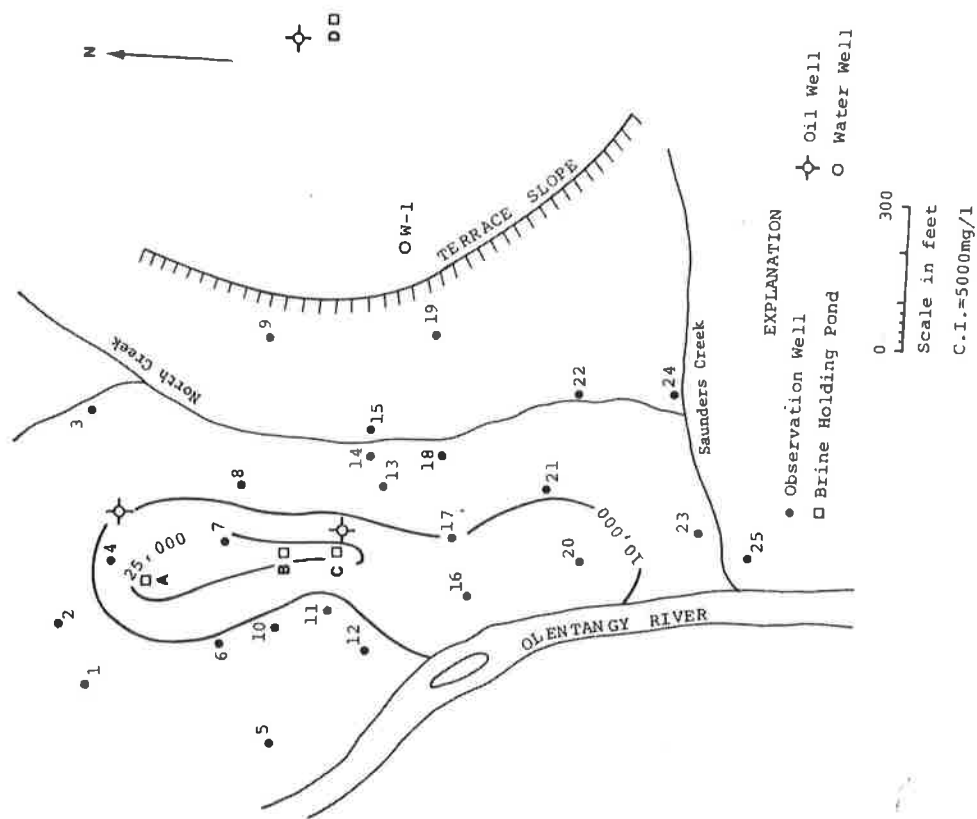 N
D
3
North Creek
9
W-1
TERRACE SLOPE
19
2
4
1
25,000
A
7
8
B
C
6
10
11
12
5
14
15
13
18
17
16
21
22
24
20
10,000
23
Saunders Creek
25
OLENTANGY RIVER
EXPLANATION
Observation Well
Oil Well
Brine Holding Pond
Water Well
0 300
Scale in feet
C.I.=5000mg/l